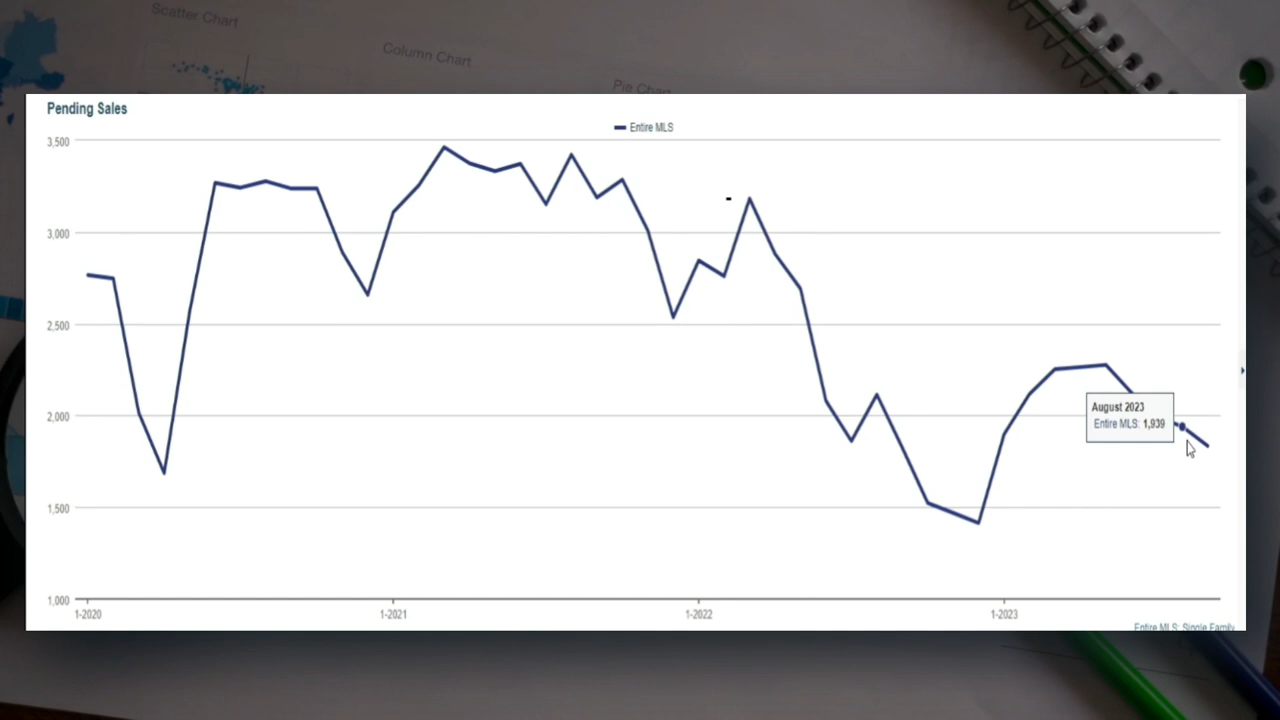 Scatter Chart
Column Chart
Pie Char
Pending Sales
Entire MLS
3,500
3,000
2,500
2,000
1,500
1,000
August 2023
Entire MLS: 1,939
1-2020
1-2021
1-2022
1-2023
Entire MLS: Single Family